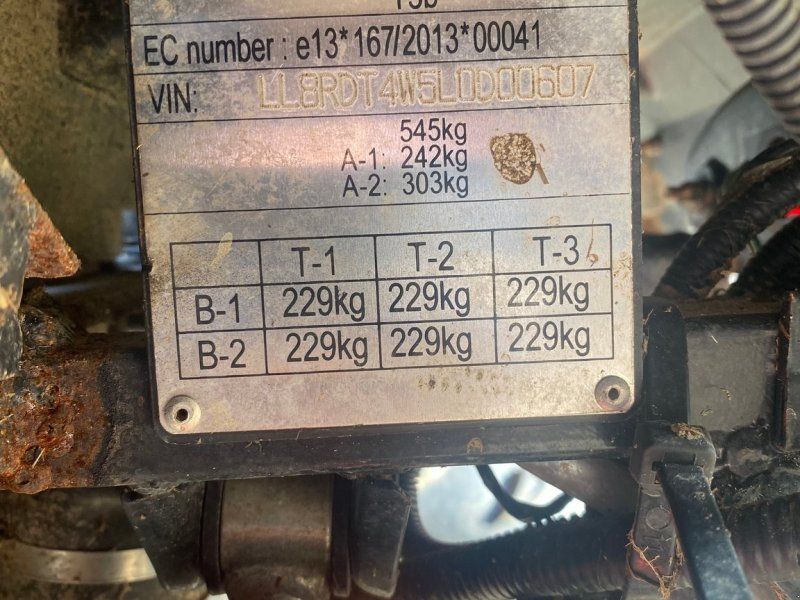 T3b
EC number : e13*167/2013*00041
VIN: LL8RDT4W5L0D00607
545kg
A-1: 242kg
A-2: 303kg
T-1 T-2 T-3
B-1 229kg 229kg 229kg
B-2 229kg 229kg 229kg